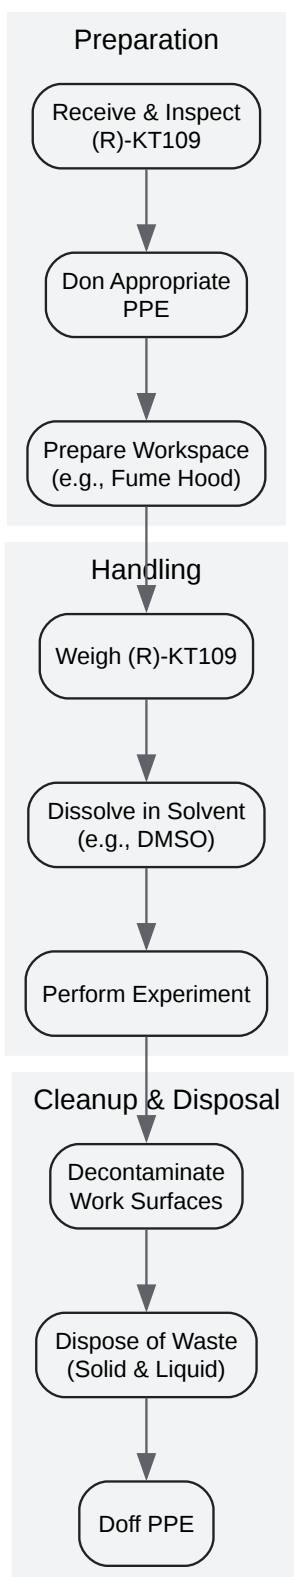 Preparation
Receive & Inspect
(R)-KT109
Don Appropriate
PPE
Prepare Workspace
(e.g., Fume Hood)
Handling
Weigh (R)-KT109
Dissolve in Solvent
(e.g., DMSO)
Perform Experiment
Cleanup & Disposal
Decontaminate
Work Surfaces
Dispose of Waste
(Solid & Liquid)
Doff PPE